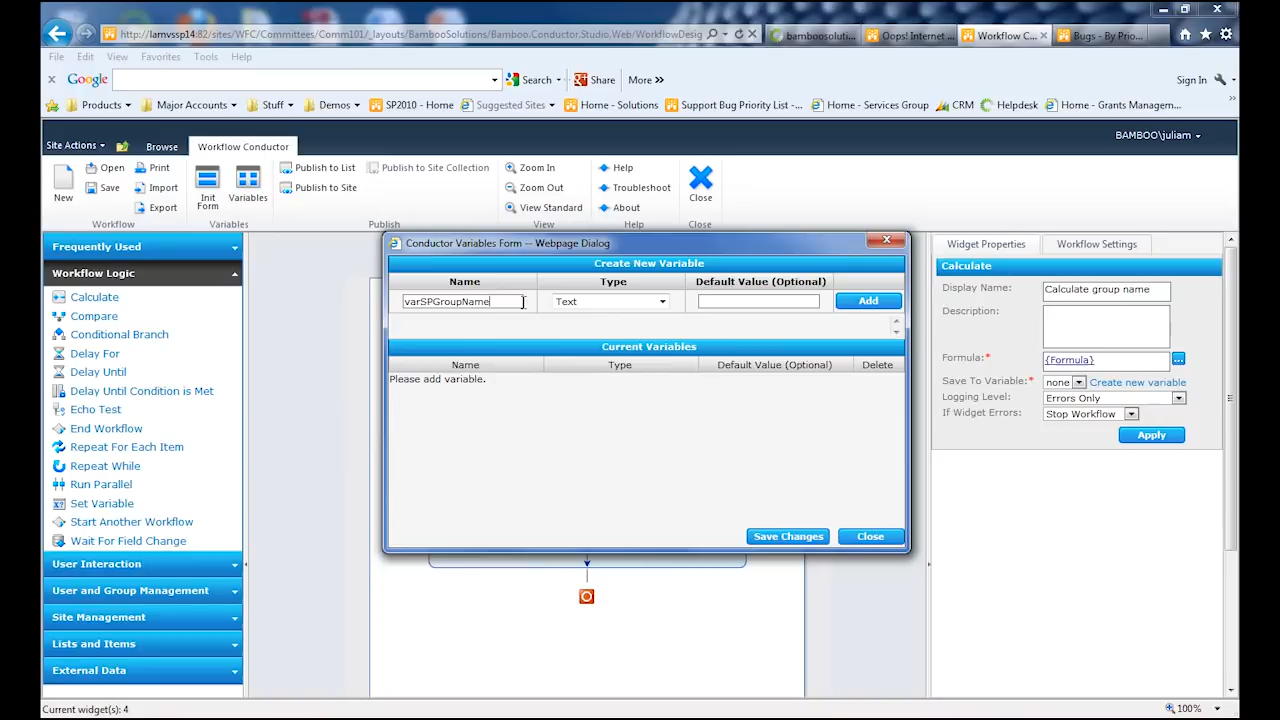 http://lamvssp14:82/sites/WFC/Committees/Comm101/_layouts/BambooSolutions/Bamboo.Conductor.Studio.Web/WorkflowDesig
bamboosoluti...
Oops! Internet ...
Workflow C...
Bugs - By Prio...
File Edit View Favorites Tools Help
Google
Search
Share
More »
Sign In
Products
Major Accounts
Stuff
Demos
SP2010 - Home
Suggested Sites
Home - Solutions
Support Bug Priority List -...
Home - Services Group
CRM
Helpdesk
Home - Grants Managem...
BAMBOO\juliam
Site Actions
Browse
Workflow Conductor
New
Open
Save
Print
Import
Export
Workflow
Init Form
Variables
Variables
Publish to List
Publish to Site
Publish to Site Collection
Publish
Zoom In
Zoom Out
View Standard
View
Help
Troubleshoot
About
Help
Close
Close
Frequently Used
Workflow Logic
Calculate
Compare
Conditional Branch
Delay For
Delay Until
Delay Until Condition is Met
Echo Test
End Workflow
Repeat For Each Item
Repeat While
Run Parallel
Set Variable
Start Another Workflow
Wait For Field Change
User Interaction
User and Group Management
Site Management
Lists and Items
External Data
Conductor Variables Form -- Webpage Dialog
Create New Variable
Name Type Default Value (Optional)
varSPGroupName Text Add
Current Variables
Name Type Default Value (Optional) Delete
Please add variable.
Save Changes Close
Widget Properties Workflow Settings
Calculate
Display Name: Calculate group name
Description:
Formula:* {Formula} ...
Save To Variable:* none Create new variable
Logging Level: Errors Only
If Widget Errors: Stop Workflow
Apply
Current widget(s): 4
100%